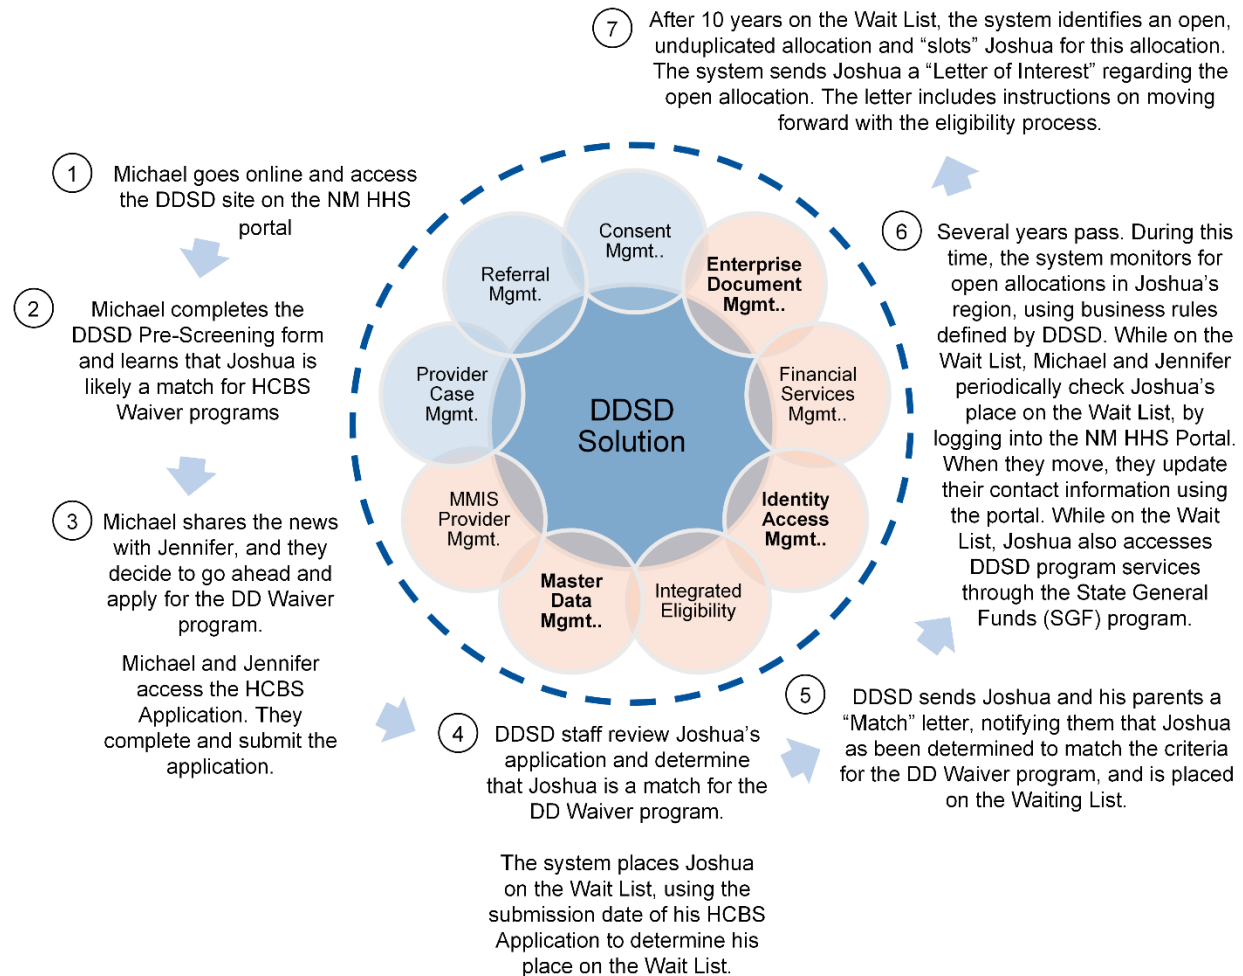 1
Michael goes online and access
the DDSD site on the NM HHS
portal
2
Michael completes the
DDSD Pre-Screening form
and learns that Joshua is
likely a match for HCBS
Waiver programs
3
Michael shares the news
with Jennifer, and they
decide to go ahead and
apply for the DD Waiver
program.
Michael and Jennifer
access the HCBS
Application. They
complete and submit the
application.
4
DDSD staff review Joshua’s
application and determine
that Joshua is a match for the
DD Waiver program.
The system places Joshua
on the Wait List, using the
submission date of his HCBS
Application to determine his
place on the Wait List.
5
DDSD sends Joshua and his parents a
“Match” letter, notifying them that Joshua
as been determined to match the criteria
for the DD Waiver program, and is placed
on the Waiting List.
6
Several years pass. During this
time, the system monitors for
open allocations in Joshua’s
region, using business rules
defined by DDSD. While on the
Wait List, Michael and Jennifer
periodically check Joshua’s
place on the Wait List, by
logging into the NM HHS Portal.
When they move, they update
their contact information using
the portal. While on the Wait
List, Joshua also accesses
DDSD program services
through the State General
Funds (SGF) program.
7
After 10 years on the Wait List, the system identifies an open,
unduplicated allocation and “slots” Joshua for this allocation.
The system sends Joshua a “Letter of Interest” regarding the
open allocation. The letter includes instructions on moving
forward with the eligibility process.
DDSD
Solution
Consent
Mgmt..
Enterprise
Document
Mgmt..
Financial
Services
Mgmt..
Identity
Access
Mgmt..
Integrated
Eligibility
Master
Data
Mgmt..
MMIS
Provider
Mgmt.
Provider
Case
Mgmt.
Referral
Mgmt.